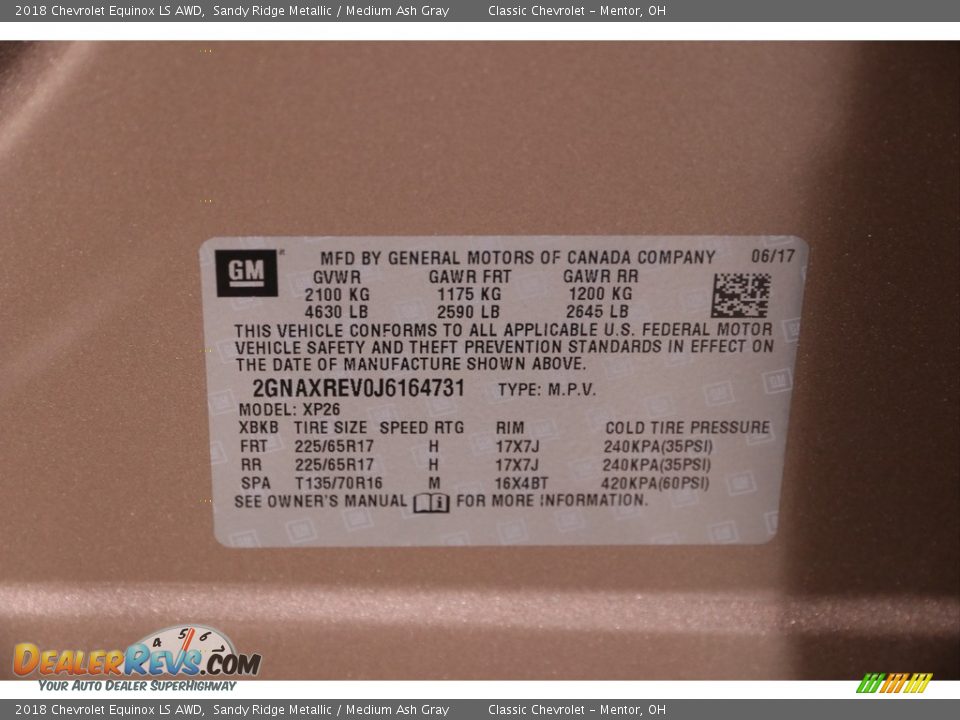 2018 Chevrolet Equinox LS AWD, Sandy Ridge Metallic / Medium Ash Gray Classic Chevrolet - Mentor, OH
GM MFD BY GENERAL MOTORS OF CANADA COMPANY 06/17
GVWR GAWR FRT GAWR RR
2100 KG 1175 KG 1200 KG
4630 LB 2590 LB 2645 LB
THIS VEHICLE CONFORMS TO ALL APPLICABLE U.S. FEDERAL MOTOR
VEHICLE SAFETY AND THEFT PREVENTION STANDARDS IN EFFECT ON
THE DATE OF MANUFACTURE SHOWN ABOVE.
2GNAXREV0J6164731 TYPE: M.P.V.
MODEL: XP26
XBKB TIRE SIZE SPEED RTG RIM COLD TIRE PRESSURE
FRT 225/65R17 H 17X7J 240KPA(35PSI)
RR 225/65R17 H 17X7J 240KPA(35PSI)
SPA T135/70R16 M 16X4BT 420KPA(60PSI)
SEE OWNER'S MANUAL i FOR MORE INFORMATION.
4 5 6 7
DEALERREVS.COM
YOUR AUTO DEALER SUPERHIGHWAY
2018 Chevrolet Equinox LS AWD, Sandy Ridge Metallic / Medium Ash Gray Classic Chevrolet - Mentor, OH